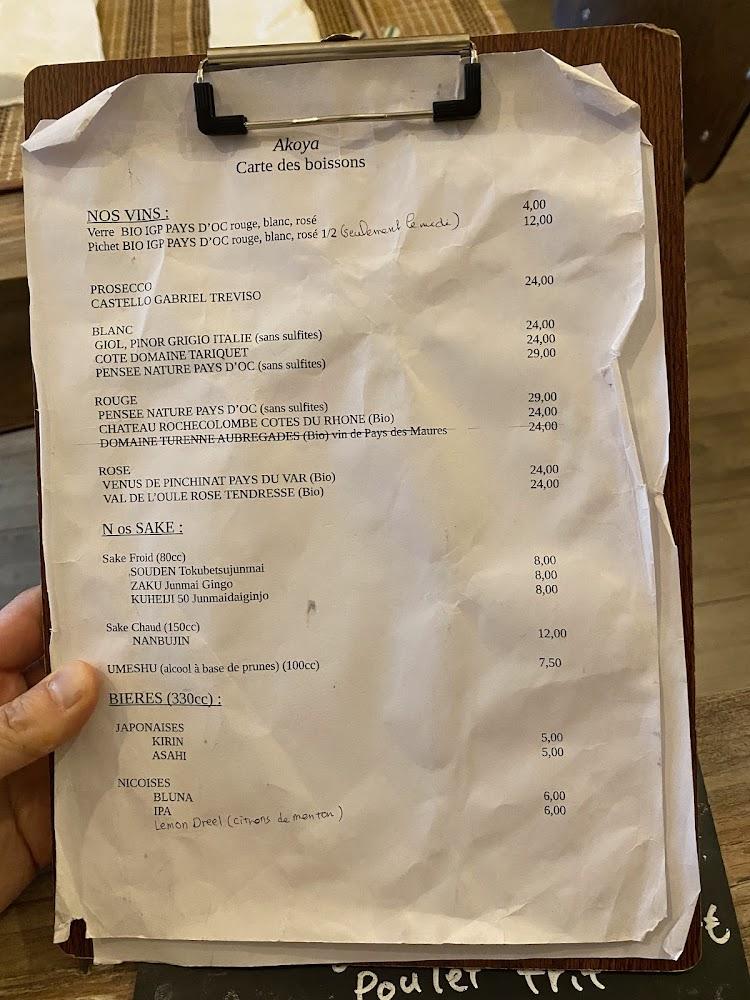 Akoya
Carte des boissons
NOS VINS :
Verre BIO IGP PAYS D'OC rouge, blanc, rosé 4,00
Pichet BIO IGP PAYS D'OC rouge, blanc, rosé 1/2 (seulement le midi) 12,00
PROSECCO
CASTELLO GABRIEL TREVISO 24,00
BLANC
GIOL, PINOR GRIGIO ITALIE (sans sulfites) 24,00
COTE DOMAINE TARIQUET 24,00
PENSEE NATURE PAYS D'OC (sans sulfites) 29,00
ROUGE
PENSEE NATURE PAYS D'OC (sans sulfites) 29,00
CHATEAU ROCHECOLOMBE COTES DU RHONE (Bio) 24,00
DOMAINE TURENNE AUBREGADES (Bio) vin de Pays des Maures 24,00
ROSE
VENUS DE PINCHINAT PAYS DU VAR (Bio) 24,00
VAL DE L'OULE ROSE TENDRESSE (Bio) 24,00
N os SAKE :
Sake Froid (80cc)
SOUDEN Tokubetsujunmai 8,00
ZAKU Junmai Gingo 8,00
KUHEIJI 50 Junmaidaiginjo 8,00
Sake Chaud (150cc)
NANBUJIN 12,00
UMESHU (alcool à base de prunes) (100cc) 7,50
BIERES (330cc) :
JAPONAISES
KIRIN 5,00
ASAHI 5,00
NICOISES
BLUNA 6,00
IPA 6,00
Lemon Dreel (citrons de menton)
€
Poulet frit